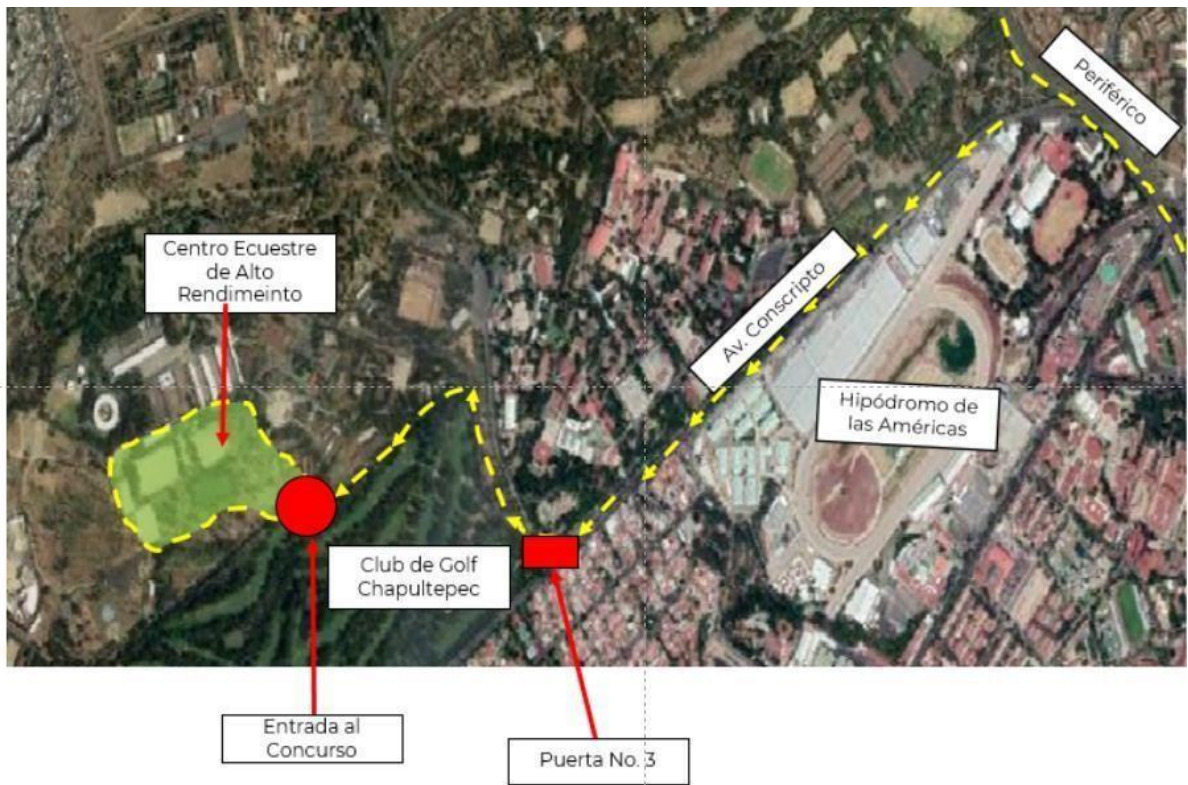 Periférico
Centro Ecuestre
de Alto
Rendimeinto
Av. Conscripto
Hipódromo de
las Américas
Club de Golf
Chapultepec
Entrada al
Concurso
Puerta No. 3